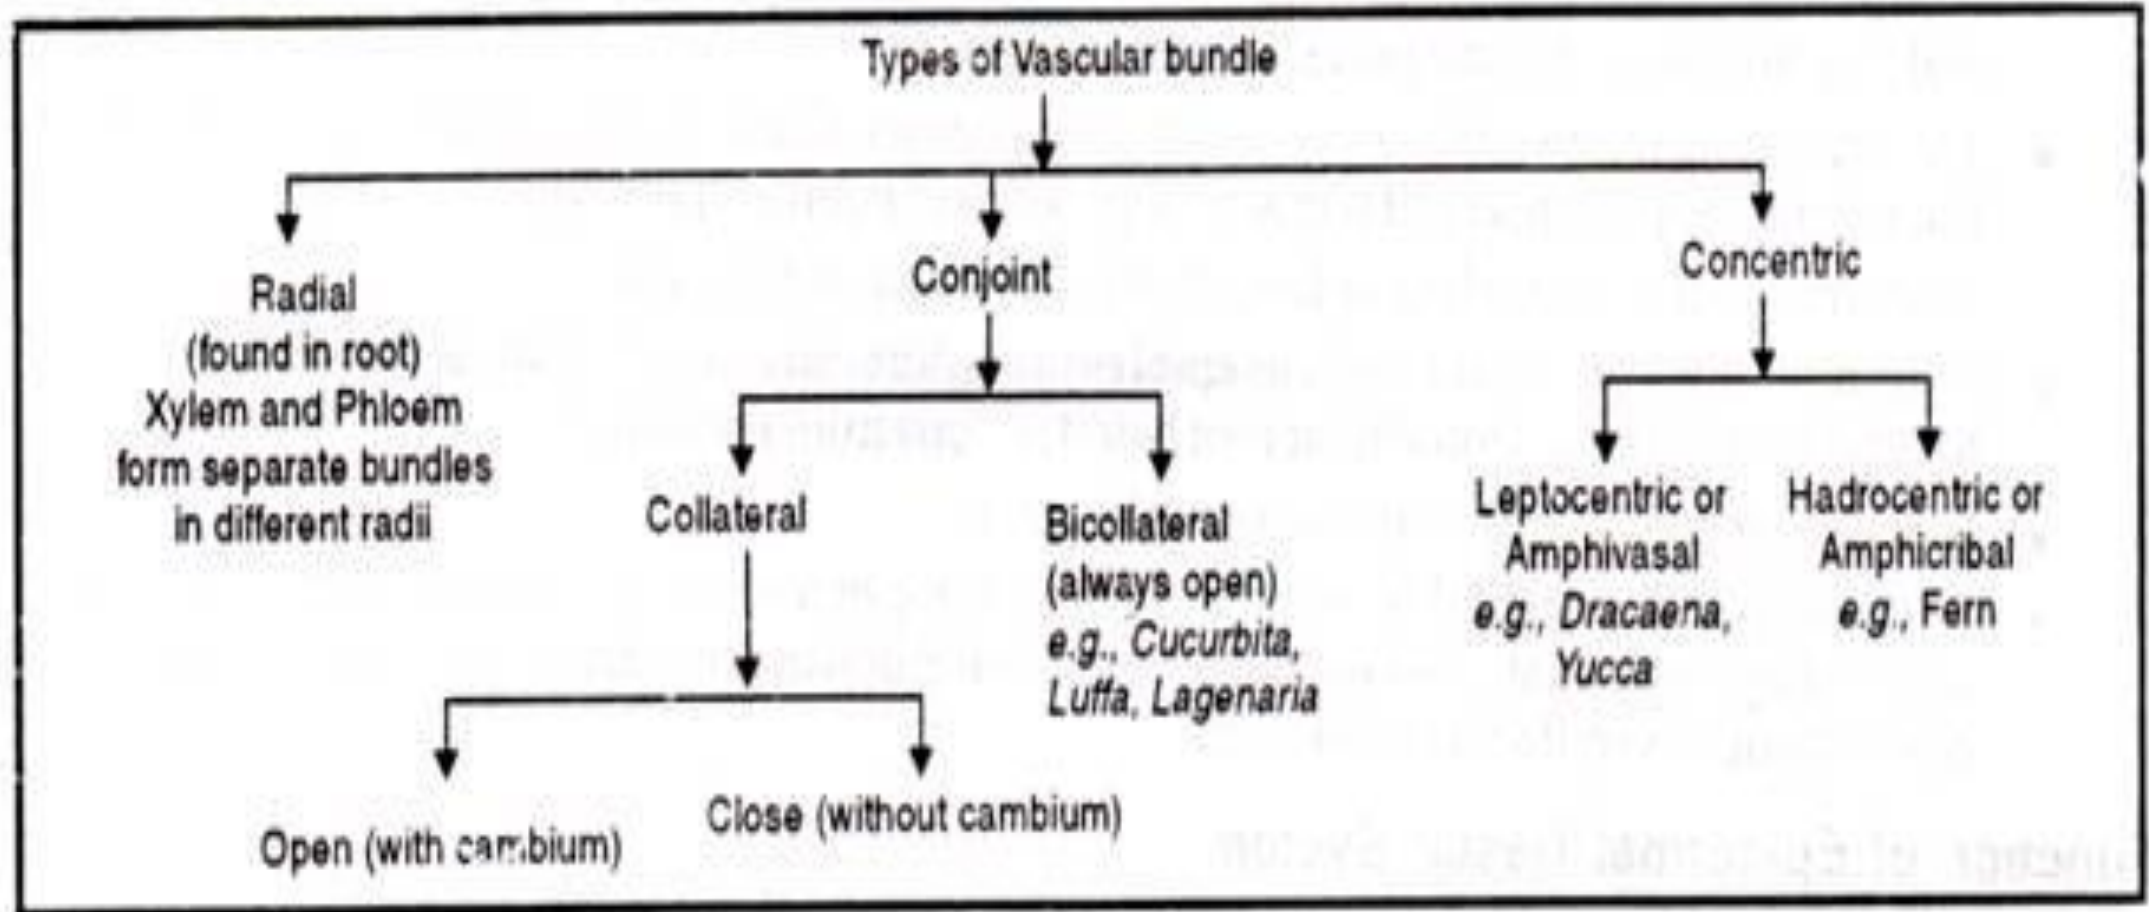 Types of Vascular bundle
Radial
(found in root)
Xylem and Phloem
form separate bundles
in different radii
Conjoint
Concentric
Collateral
Bicollateral
(always open)
e.g., Cucurbita,
Luffa, Lagenaria
Leptocentric or
Amphivasal
e.g., Dracaena,
Yucca
Hadrocentric or
Amphicribal
e.g., Fern
Open (with cambium)
Close (without cambium)